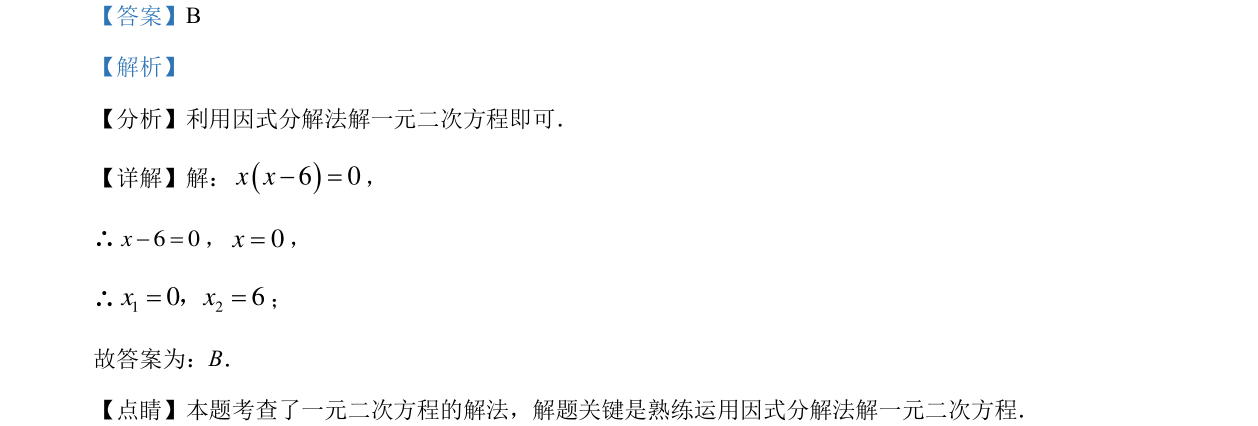 【答案】B
【解析】
【分析】利用因式分解法解一元二次方程即可．
【详解】解：x(x−6)=0，
∴x−6=0，x=0，
∴x₁=0，x₂=6；
故答案为：B．
【点睛】本题考查了一元二次方程的解法，解题关键是熟练运用因式分解法解一元二次方程．